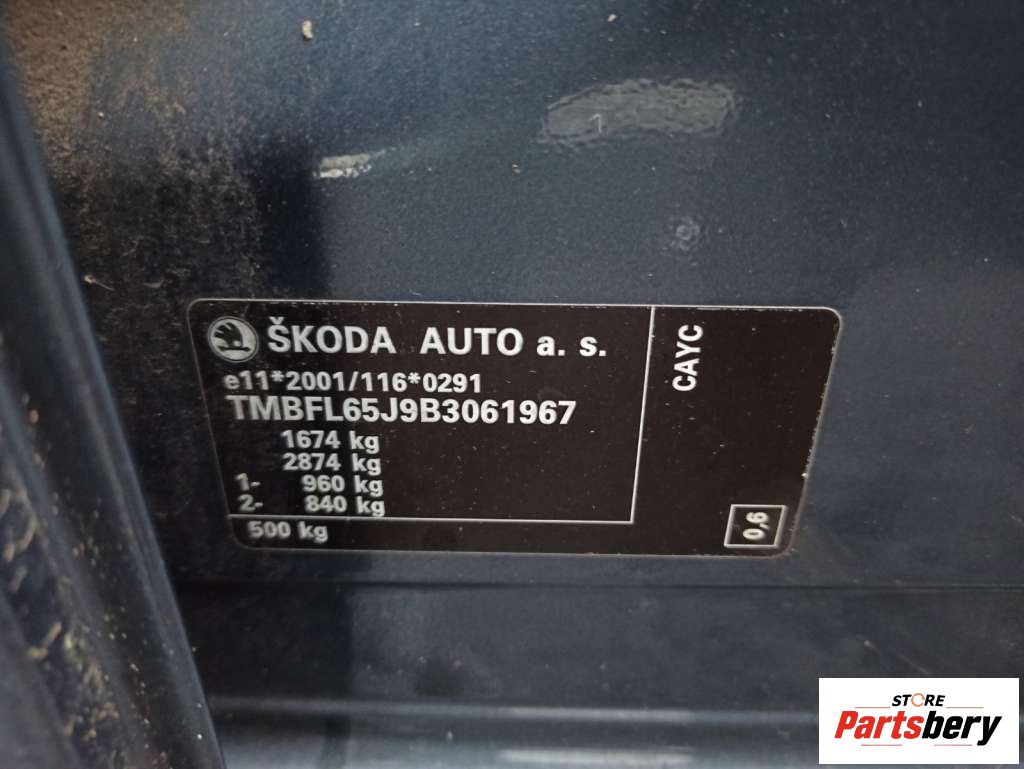 ŠKODA AUTO a. s.
e11*2001/116*0291
TMBFL65J9B3061967
1674 kg
2874 kg
1- 960 kg
2- 840 kg
500 kg
CAYC
0,6
STORE
Partsbery